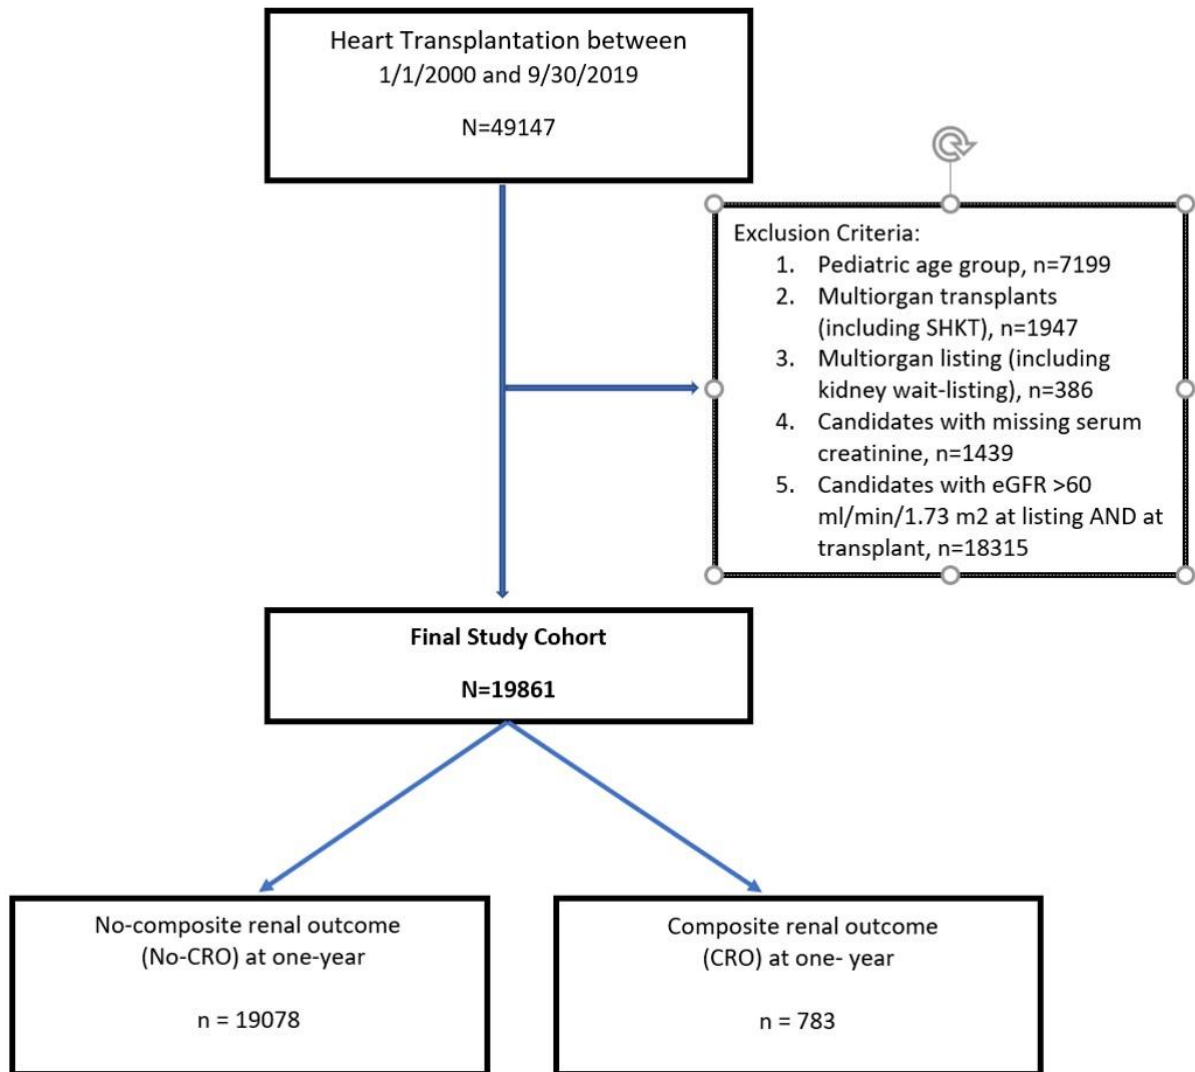 Heart Transplantation between
1/1/2000 and 9/30/2019
N=49147
Exclusion Criteria:
1. Pediatric age group, n=7199
2. Multiorgan transplants
(including SHKT), n=1947
3. Multiorgan listing (including
kidney wait-listing), n=386
4. Candidates with missing serum
creatinine, n=1439
5. Candidates with eGFR >60
ml/min/1.73 m2 at listing AND at
transplant, n=18315
Final Study Cohort
N=19861
No-composite renal outcome
(No-CRO) at one-year
n = 19078
Composite renal outcome
(CRO) at one- year
n = 783